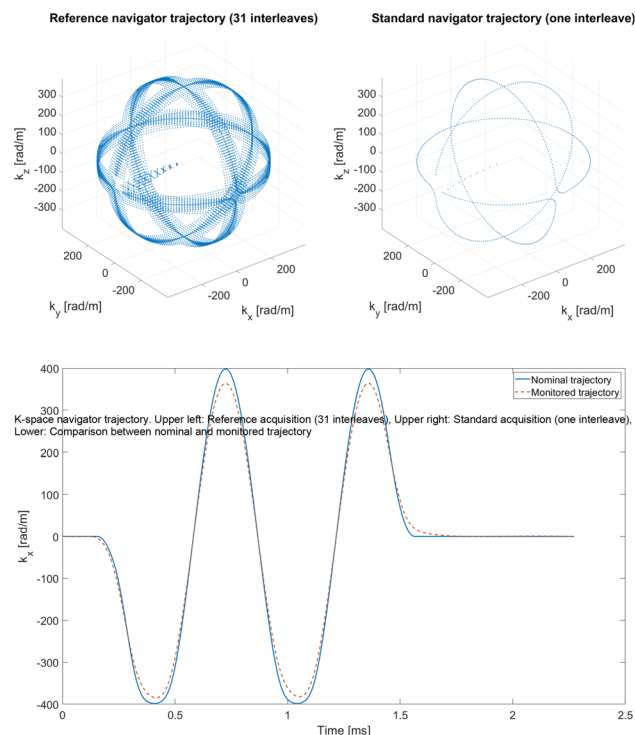 Reference navigator trajectory (31 interleaves)
Standard navigator trajectory (one interleave)
300
200
100
0
-100
-200
-300
k_z [rad/m]
200
0
-200
k_y [rad/m]
-200
0
200
k_x [rad/m]
300
200
100
0
-100
-200
-300
k_z [rad/m]
200
0
-200
k_y [rad/m]
-200
0
200
k_x [rad/m]
400
300
200
100
0
-100
-200
-300
-400
k_x [rad/m]
Nominal trajectory
Monitored trajectory
K-space navigator trajectory. Upper left: Reference acquisition (31 interleaves), Upper right: Standard acquisition (one interleave),
Lower: Comparison between nominal and monitored trajectory
0
0.5
1
1.5
2
2.5
Time [ms]